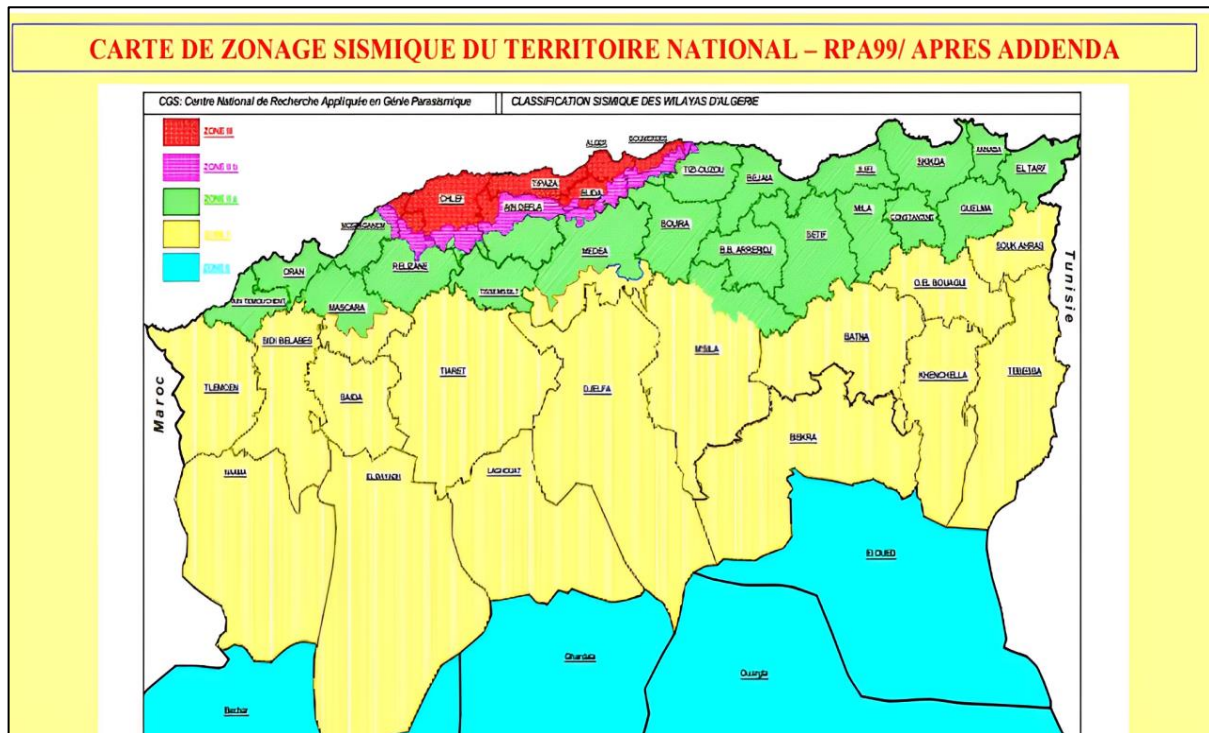 CARTE DE ZONAGE SISMIQUE DU TERRITOIRE NATIONAL – RPA99/ APRES ADDENDA
CGS: Centre National de Recherche Appliquée en Génie Parasismique
CLASSIFICATION SISMIQUE DES WILAYAS D'ALGERIE
ZONE III
ZONE II b
ZONE II a
ALGER
BOUMERDES
TIPAZA
BLIDA
CHLEF
AIN DEFLA
TIZI-OUZOU
BEJAIA
JIJEL
SKIKDA
ANNABA
EL TARF
MILA
CONSTANTINE
GUELMA
BOUIRA
SETIF
B.B. ARRERIDJ
MEDEA
MOSTAGANEM
RELIZANE
ORAN
AIN TEMOUCHENT
MASCARA
TISSEMSILT
SOUK AHRAS
O.EL BOUAGUI
SIDI BELABES
TLEMCEN
SAIDA
TIARET
DJELFA
M'SILA
BATNA
KHENCHELLA
TEBESSA
BISKRA
NAAMA
EL BAYADH
LAGHOUAT
EI OUED
Ghardaia
Ouargla
Bechar
Maroc
Tunisie